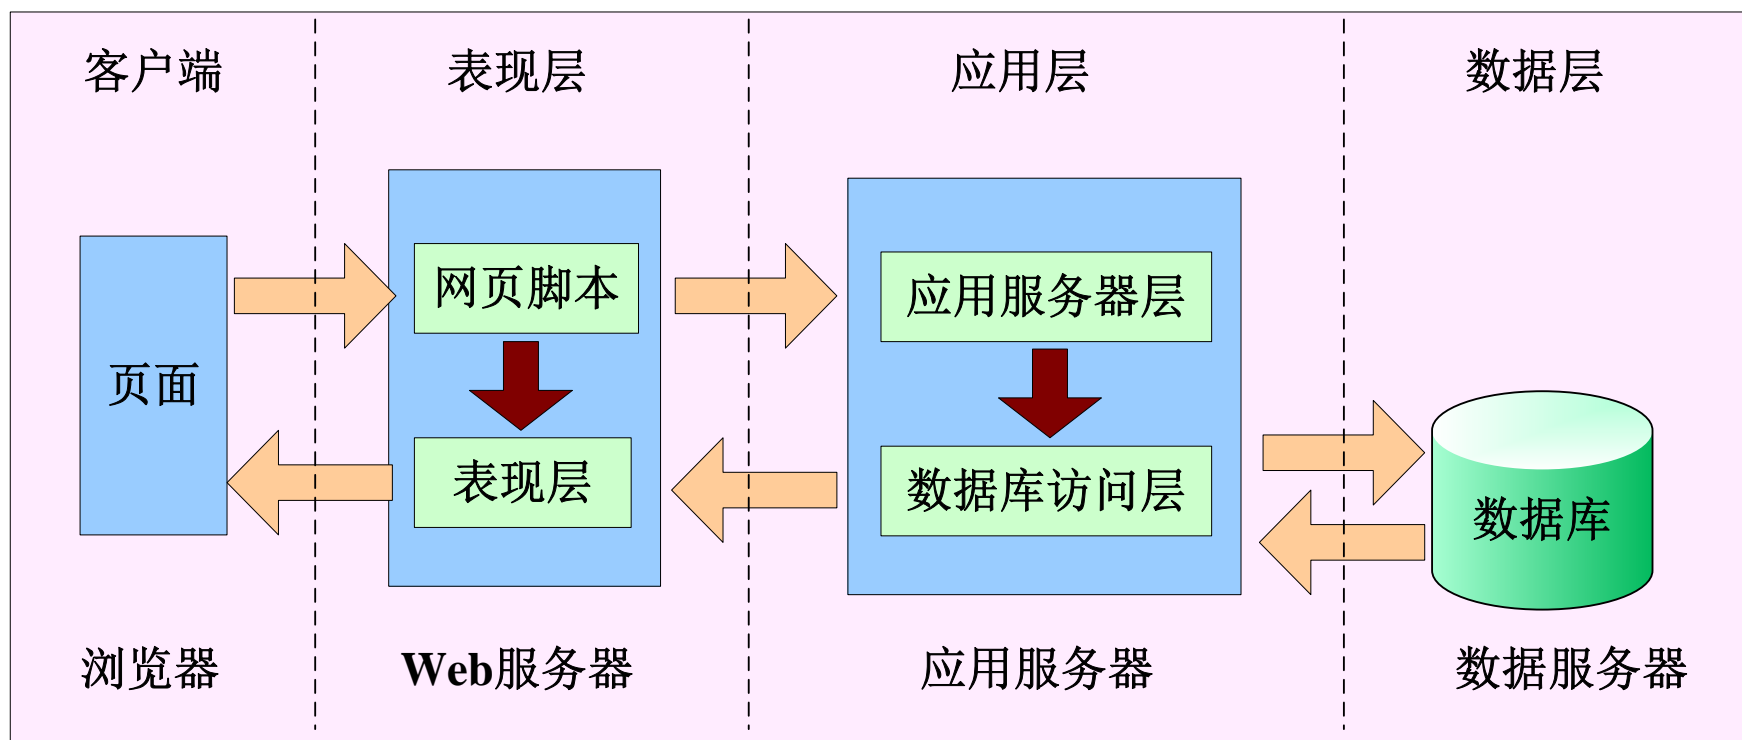 客户端
表现层
应用层
数据层
网页脚本
应用服务器层
页面
表现层
数据库访问层
数据库
浏览器
Web服务器
应用服务器
数据服务器